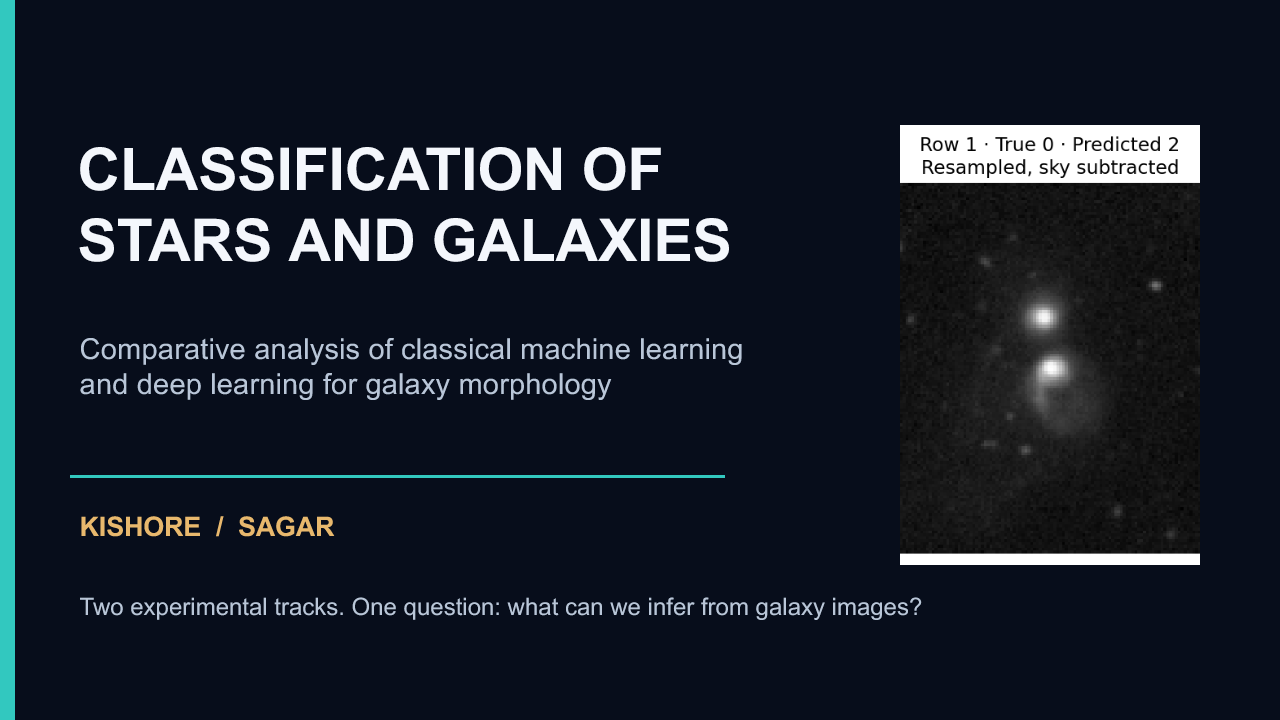 CLASSIFICATION OF
STARS AND GALAXIES
Comparative analysis of classical machine learning
and deep learning for galaxy morphology
KISHORE / SAGAR
Two experimental tracks. One question: what can we infer from galaxy images?
Row 1 · True 0 · Predicted 2
Resampled, sky subtracted